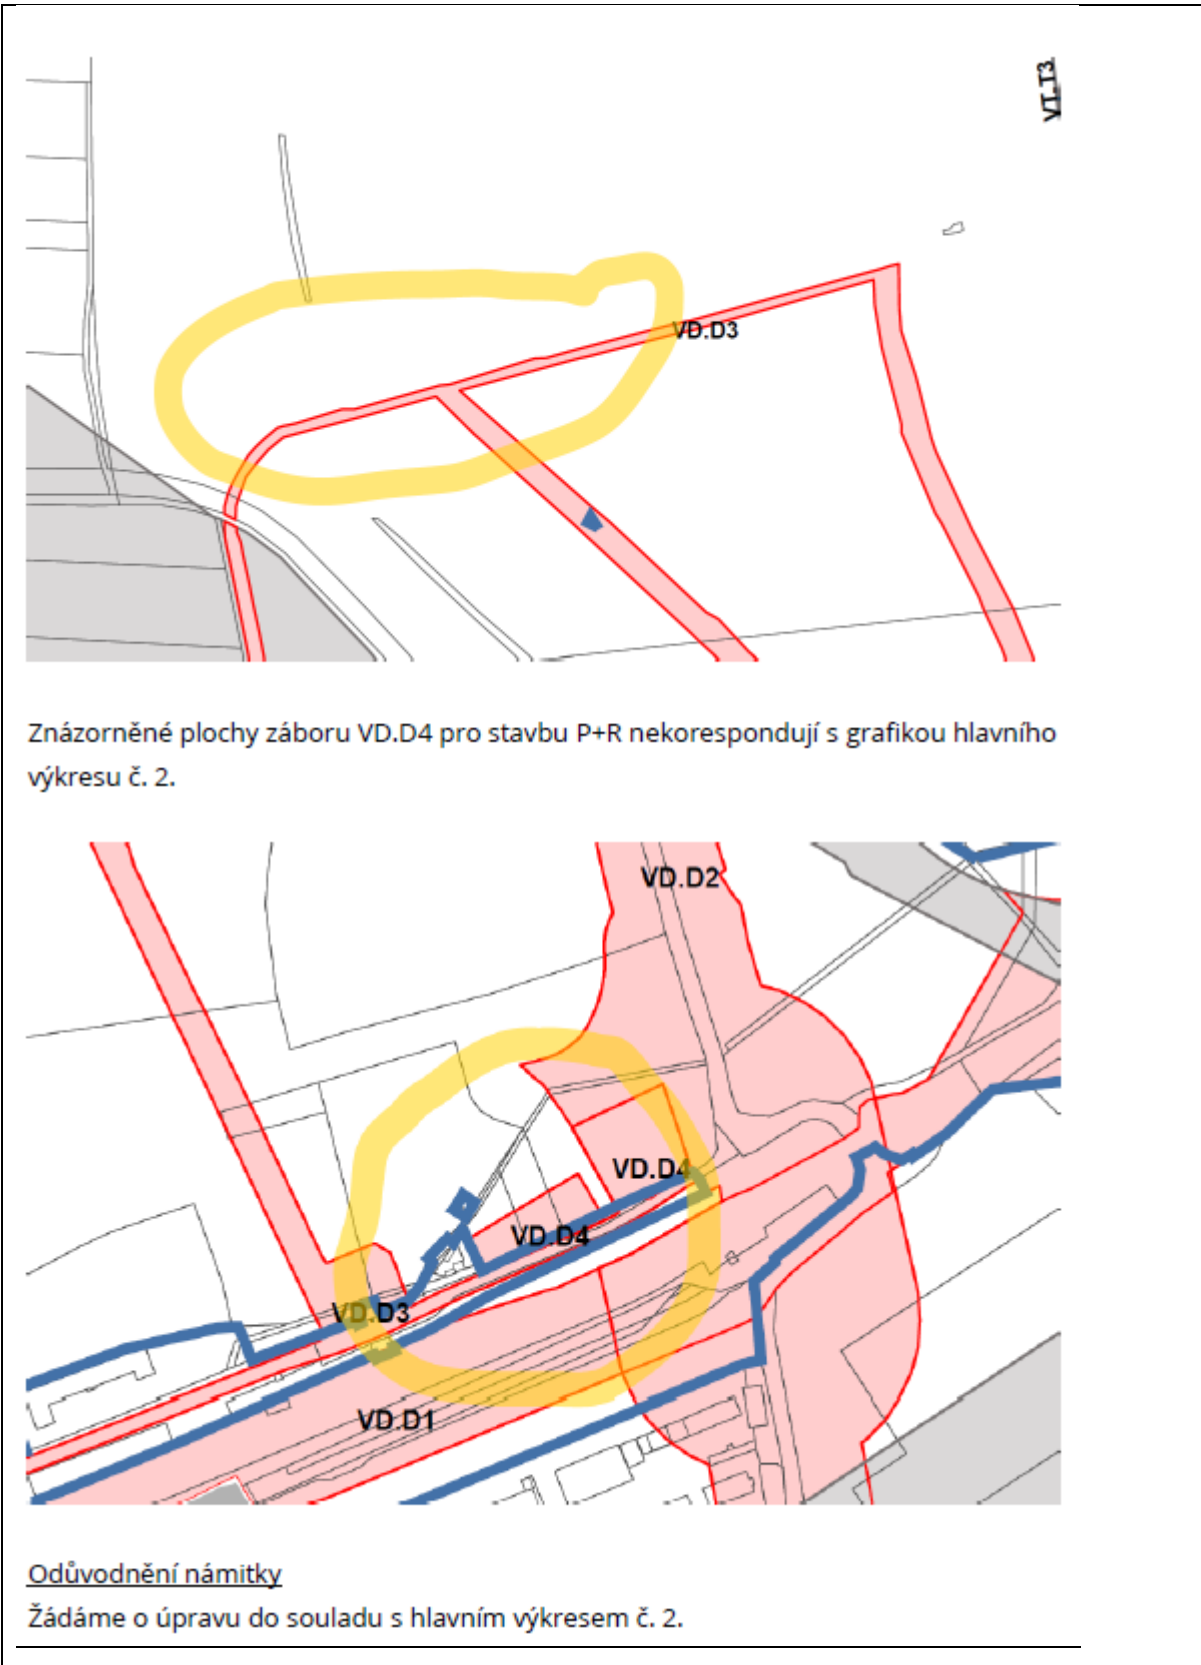 VT.T3
VD.D3
Znázorněné plochy záboru VD.D4 pro stavbu P+R nekorespondují s grafikou hlavního
výkresu č. 2.
VD.D2
VD.D4
VD.D4
VD.D3
VD.D1
Odůvodnění námitky
Žádáme o úpravu do souladu s hlavním výkresem č. 2.